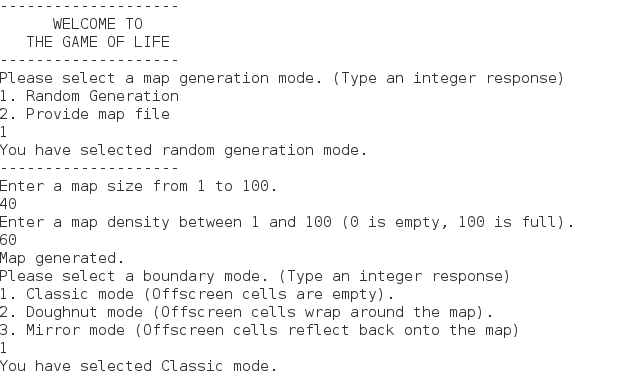 --------------------
WELCOME TO
THE GAME OF LIFE
--------------------
Please select a map generation mode. (Type an integer response)
1. Random Generation
2. Provide map file
1
You have selected random generation mode.
--------------------
Enter a map size from 1 to 100.
40
Enter a map density between 1 and 100 (0 is empty, 100 is full).
60
Map generated.
Please select a boundary mode. (Type an integer response)
1. Classic mode (Offscreen cells are empty).
2. Doughnut mode (Offscreen cells wrap around the map).
3. Mirror mode (Offscreen cells reflect back onto the map)
1
You have selected Classic mode.